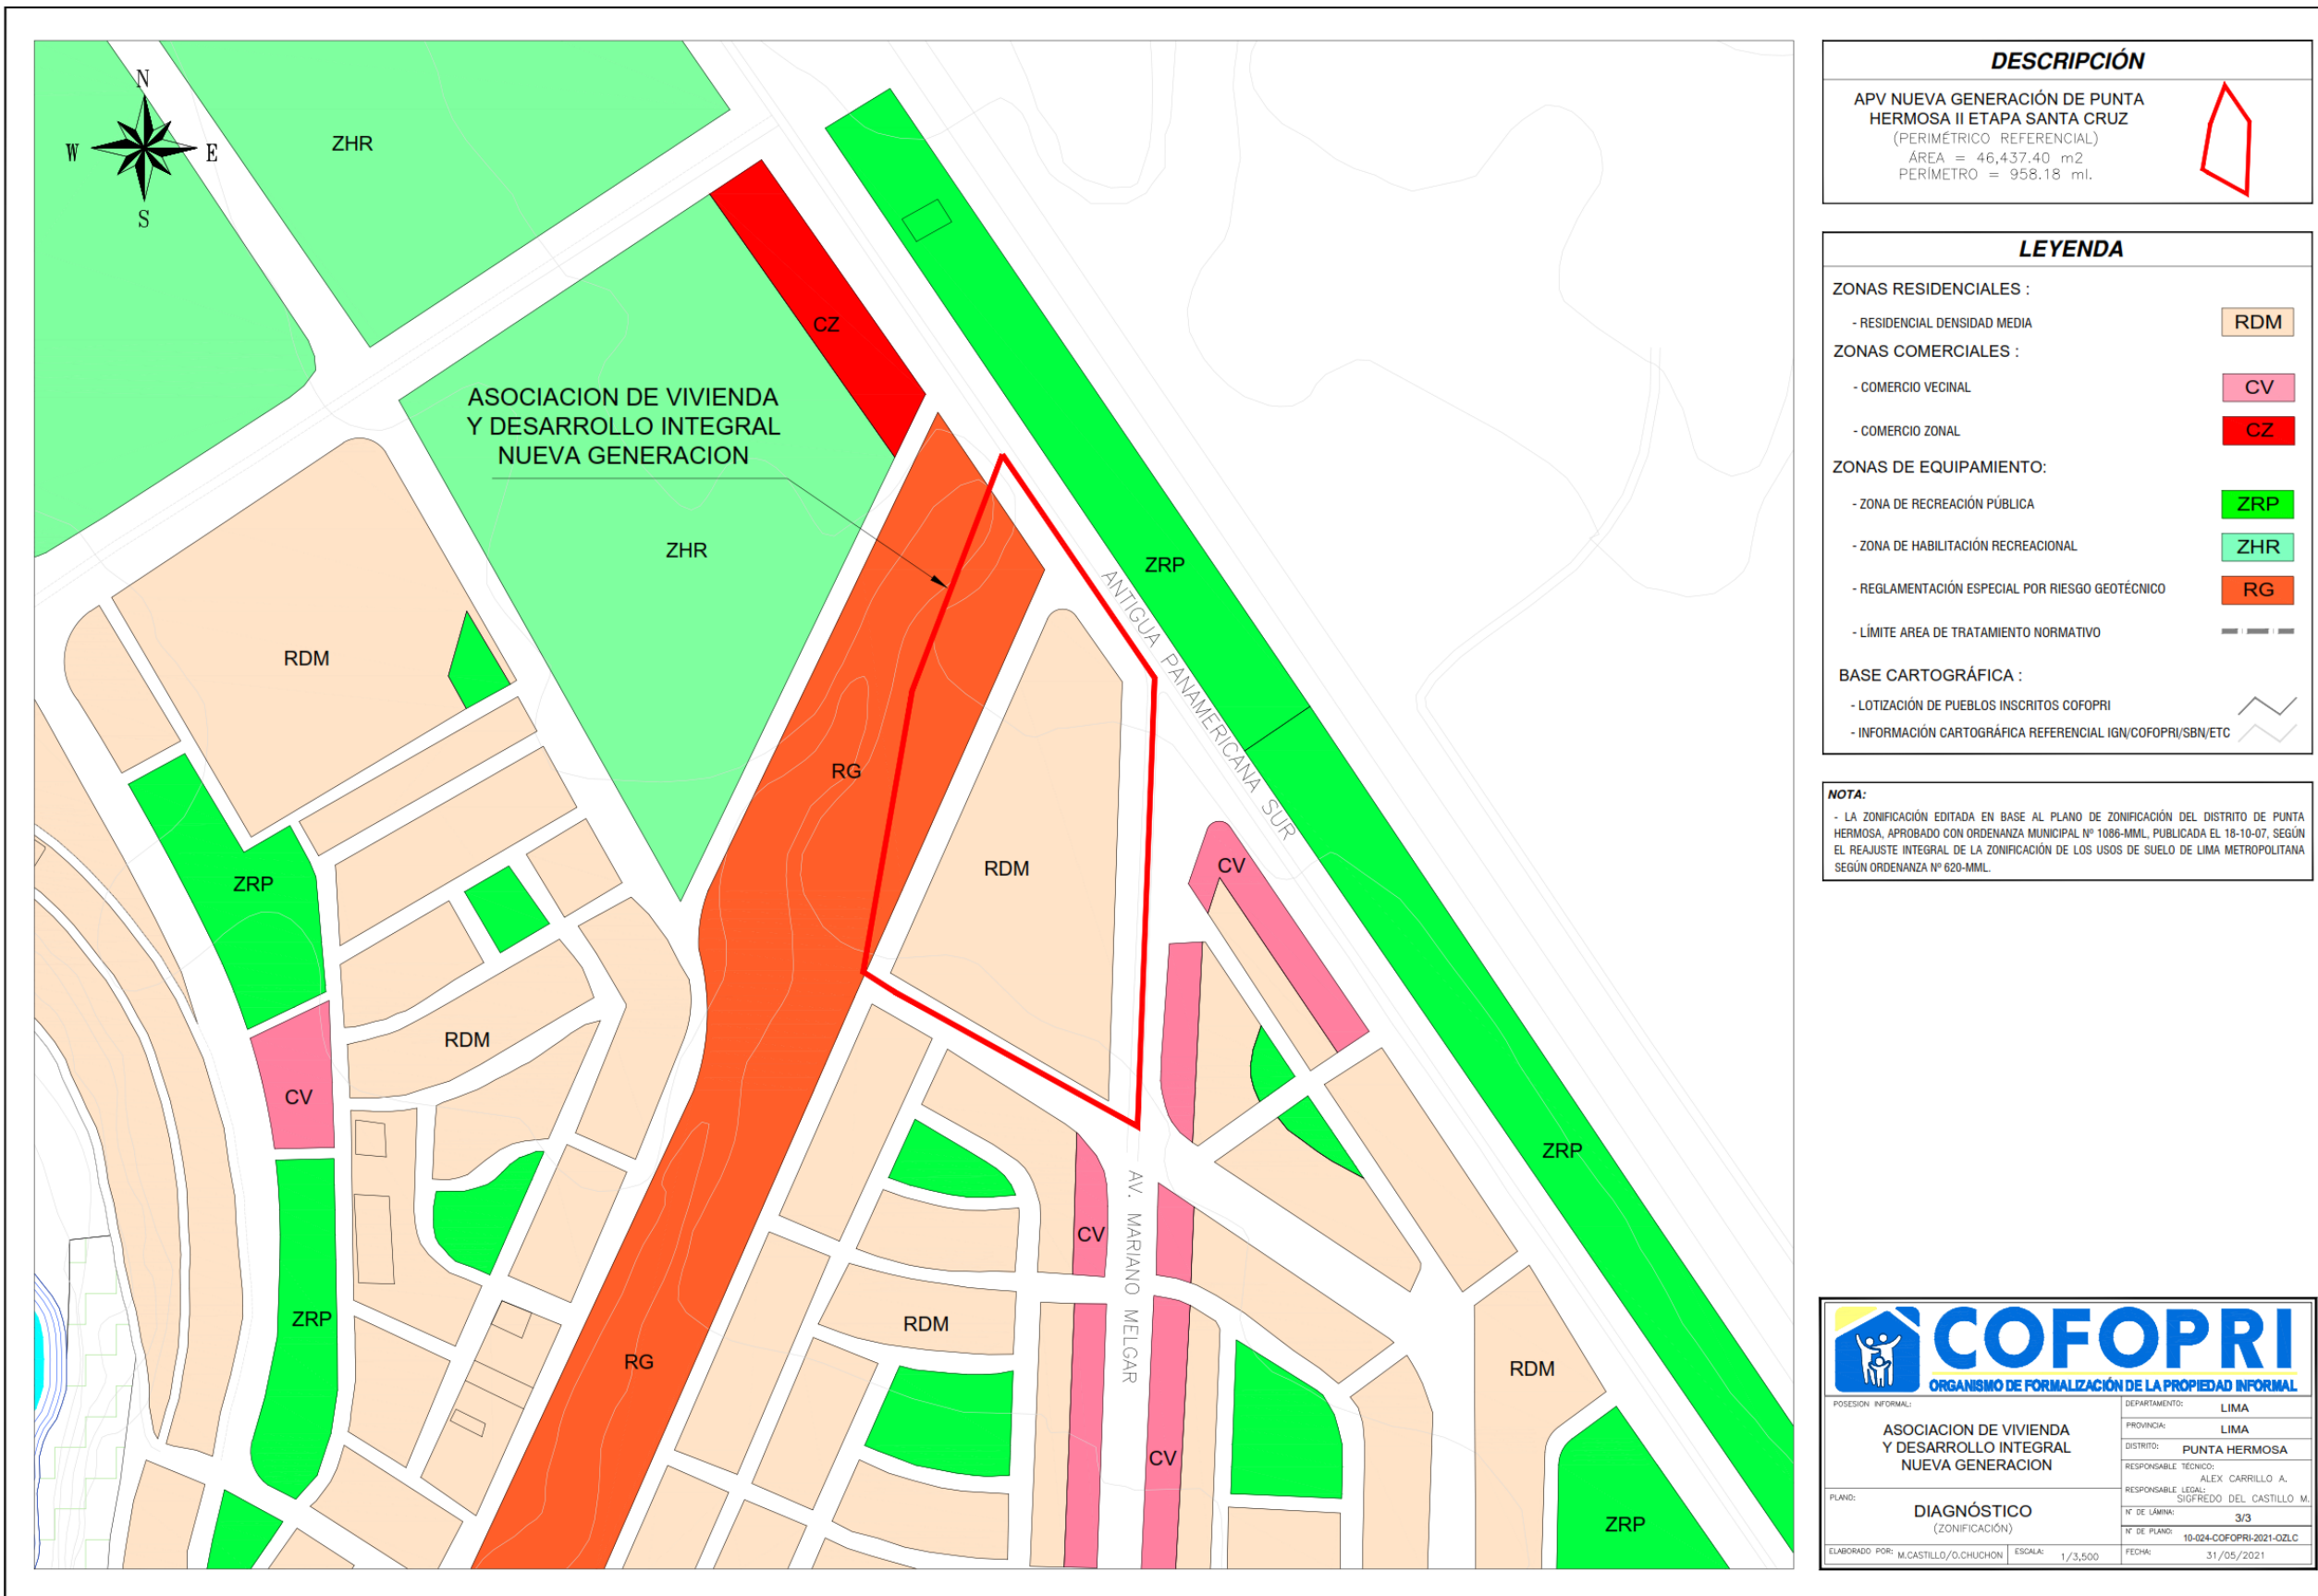 N
W
E
S
ZHR
CZ
ASOCIACION DE VIVIENDA
Y DESARROLLO INTEGRAL
NUEVA GENERACION
ZHR
ZRP
ANTIGUA PANAMERICANA SUR
RDM
RG
RDM
CV
ZRP
RDM
CV
ZRP
CV
AV. MARIANO MELGAR
ZRP
RDM
RG
RDM
CV
ZRP
DESCRIPCIÓN
APV NUEVA GENERACIÓN DE PUNTA
HERMOSA II ETAPA SANTA CRUZ
(PERIMÉTRICO REFERENCIAL)
ÁREA = 46,437.40 m2
PERÍMETRO = 958.18 ml.
LEYENDA
ZONAS RESIDENCIALES :
- RESIDENCIAL DENSIDAD MEDIA RDM
ZONAS COMERCIALES :
- COMERCIO VECINAL CV
- COMERCIO ZONAL CZ
ZONAS DE EQUIPAMIENTO:
- ZONA DE RECREACIÓN PÚBLICA ZRP
- ZONA DE HABILITACIÓN RECREACIONAL ZHR
- REGLAMENTACIÓN ESPECIAL POR RIESGO GEOTÉCNICO RG
- LÍMITE AREA DE TRATAMIENTO NORMATIVO
BASE CARTOGRÁFICA :
- LOTIZACIÓN DE PUEBLOS INSCRITOS COFOPRI
- INFORMACIÓN CARTOGRÁFICA REFERENCIAL IGN/COFOPRI/SBN/ETC
NOTA:
- LA ZONIFICACIÓN EDITADA EN BASE AL PLANO DE ZONIFICACIÓN DEL DISTRITO DE PUNTA
HERMOSA, APROBADO CON ORDENANZA MUNICIPAL Nº 1086-MML, PUBLICADA EL 18-10-07, SEGÚN
EL REAJUSTE INTEGRAL DE LA ZONIFICACIÓN DE LOS USOS DE SUELO DE LIMA METROPOLITANA
SEGÚN ORDENANZA Nº 620-MML.
COFOPRI
ORGANISMO DE FORMALIZACIÓN DE LA PROPIEDAD INFORMAL
POSESION INFORMAL:
ASOCIACION DE VIVIENDA
Y DESARROLLO INTEGRAL
NUEVA GENERACION
DEPARTAMENTO: LIMA
PROVINCIA: LIMA
DISTRITO: PUNTA HERMOSA
RESPONSABLE TÉCNICO:
ALEX CARRILLO A.
RESPONSABLE LEGAL:
SIGFREDO DEL CASTILLO M.
PLANO:
DIAGNÓSTICO
(ZONIFICACIÓN)
Nº DE LÁMINA: 3/3
Nº DE PLANO: 10-024-COFOPRI-2021-OZLC
ELABORADO POR: M.CASTILLO/O.CHUCHON
ESCALA: 1/3,500
FECHA: 31/05/2021